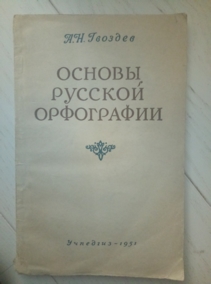 А.Н. Гвоздев
ОСНОВЫ
РУССКОЙ
ОРФОГРАФИИ
Учпедгиз - 1951